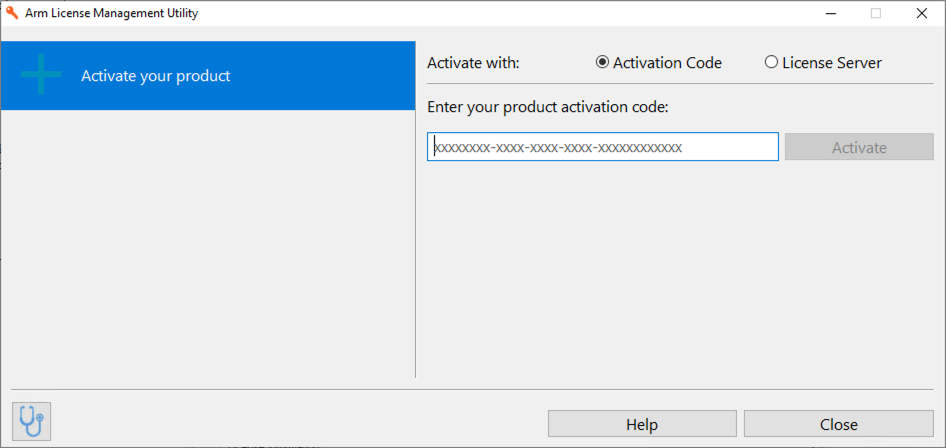 Arm License Management Utility
Activate your product
Activate with:
Activation Code
License Server
Enter your product activation code:
xxxxxxxx-xxxx-xxxx-xxxx-xxxxxxxxxxxx
Activate
Help
Close